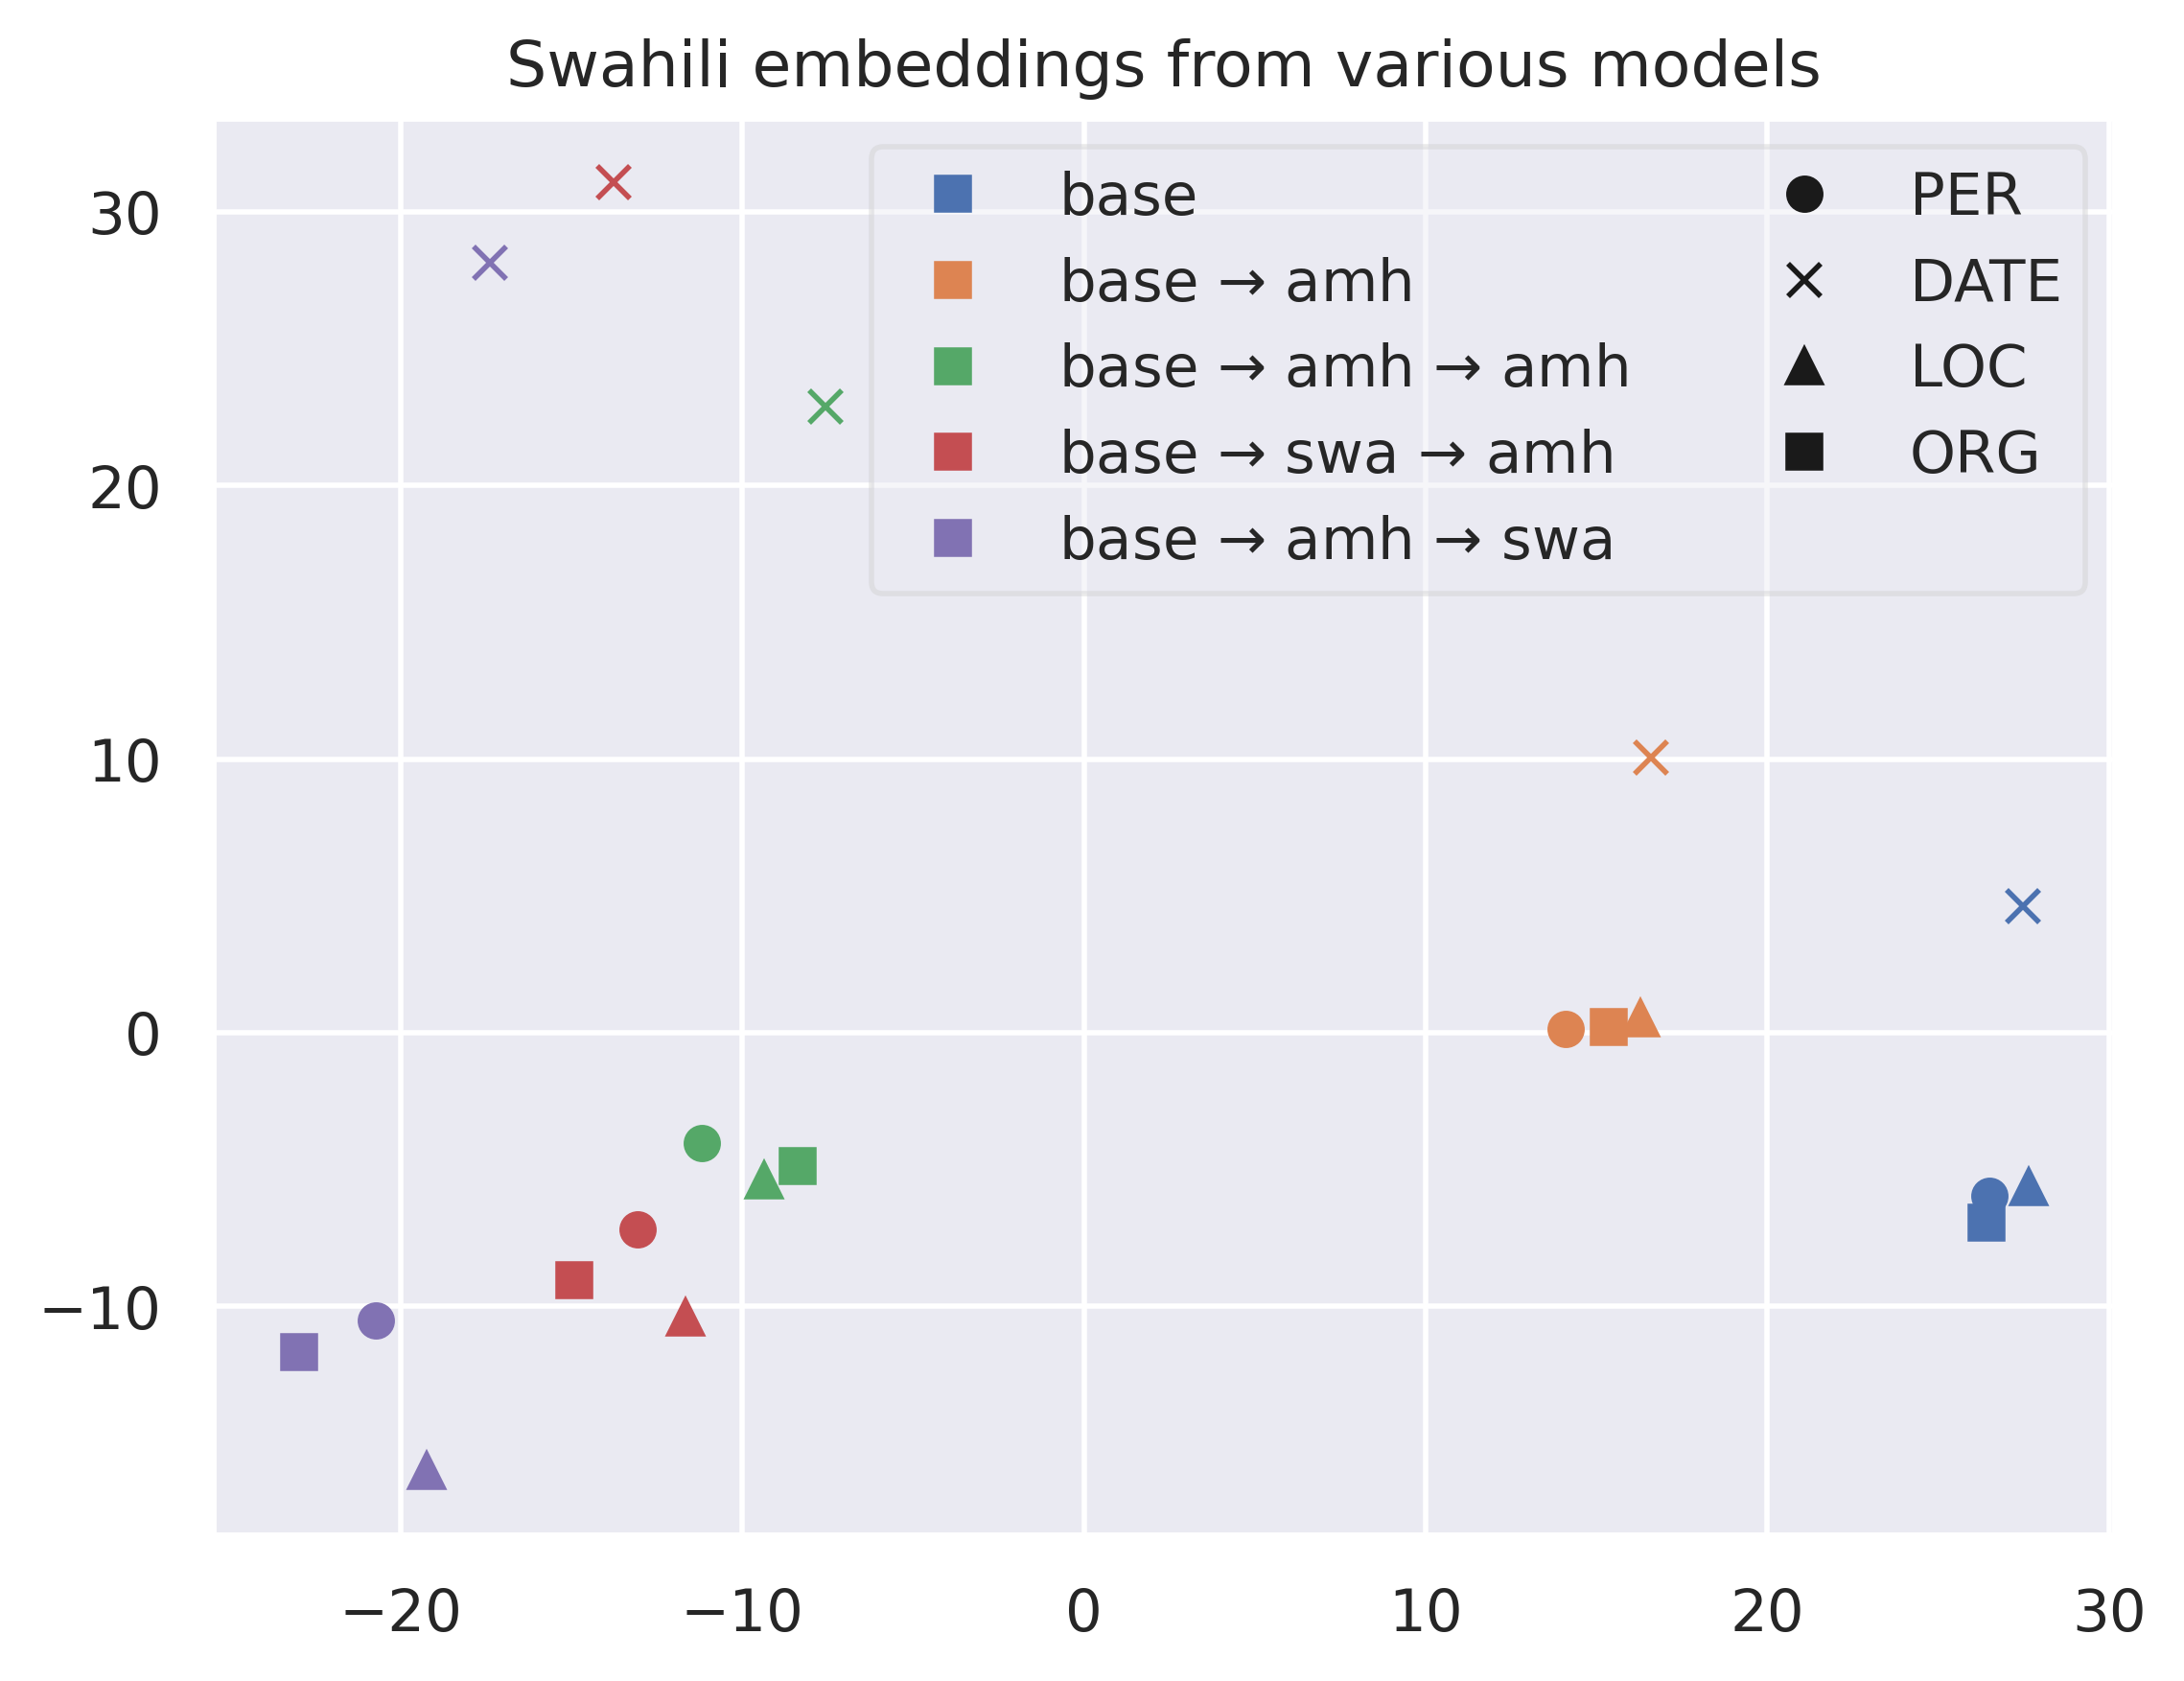 Swahili embeddings from various models
base
base → amh
base → amh → amh
base → swa → amh
base → amh → swa
PER
DATE
LOC
ORG
30
20
10
0
−10
−20
−10
0
10
20
30